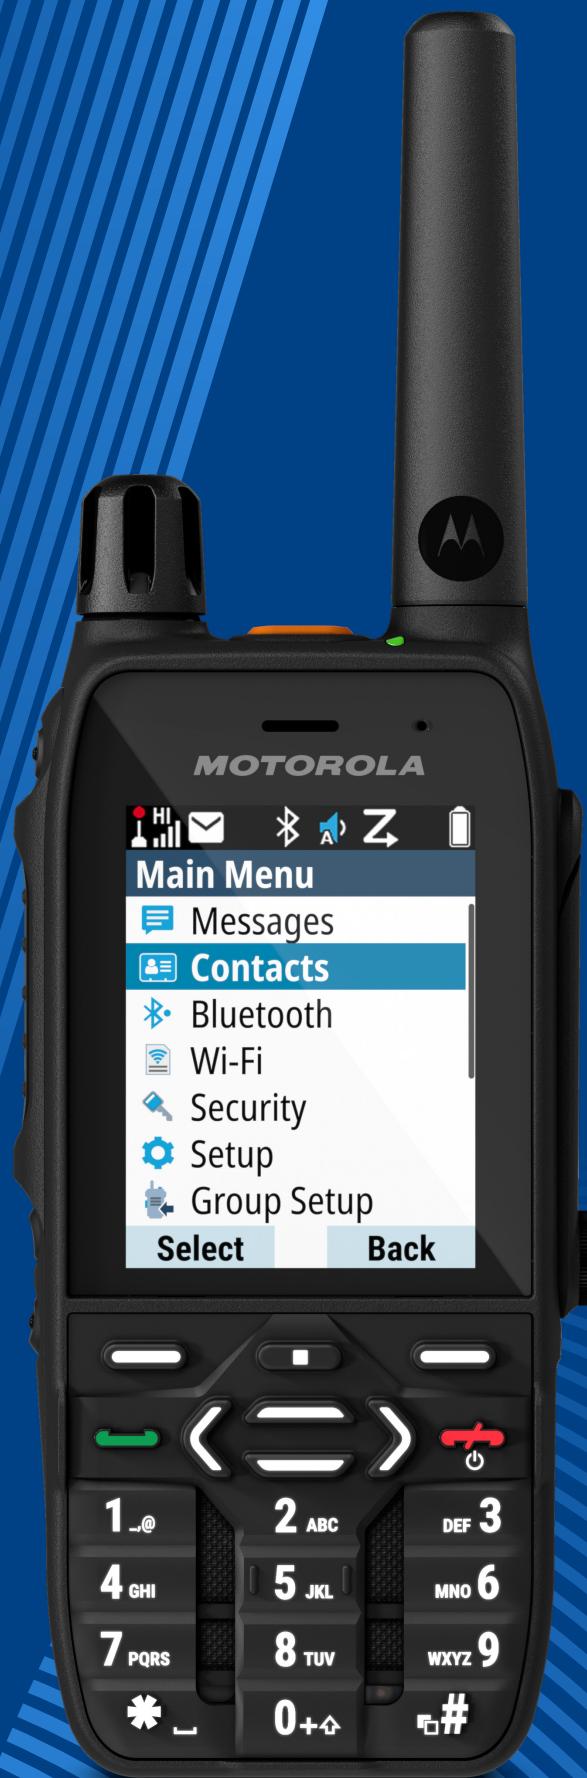 MOTOROLA
HI
A
Main Menu
Messages
Contacts
Bluetooth
Wi-Fi
Security
Setup
Group Setup
Select Back
1 _,@ 2 ABC DEF 3
4 GHI 5 JKL MNO 6
7 PQRS 8 TUV WXYZ 9
* 0+ #